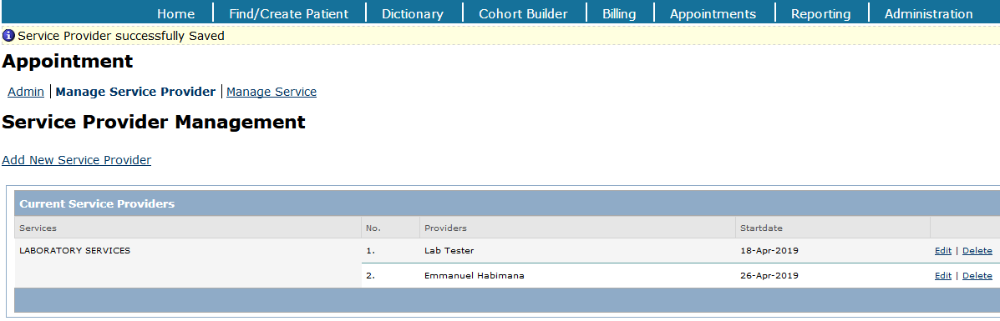 Home Find/Create Patient Dictionary Cohort Builder Billing Appointments Reporting Administration
Service Provider successfully Saved
Appointment
Admin | Manage Service Provider | Manage Service
Service Provider Management
Add New Service Provider
Current Service Providers
Services No. Providers Startdate
LABORATORY SERVICES 1. Lab Tester 18-Apr-2019 Edit | Delete
2. Emmanuel Habimana 26-Apr-2019 Edit | Delete